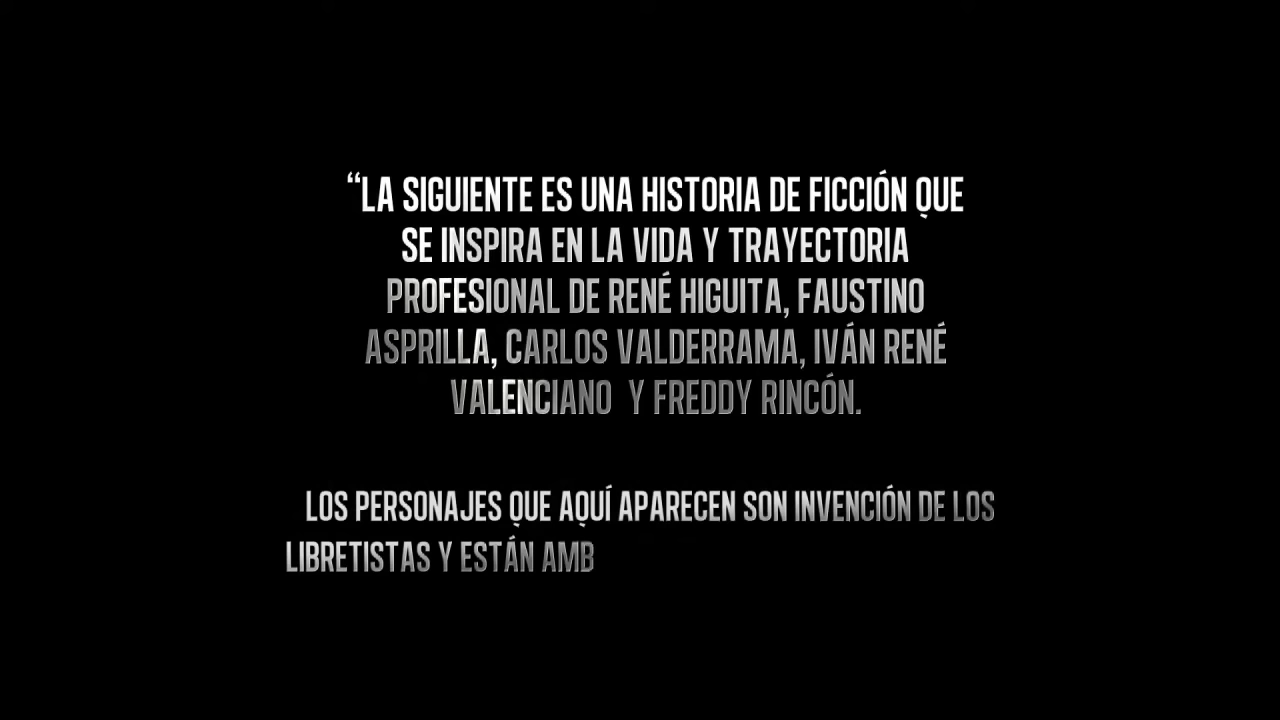 “LA SIGUIENTE ES UNA HISTORIA DE FICCIÓN QUE
SE INSPIRA EN LA VIDA Y TRAYECTORIA
PROFESIONAL DE RENÉ HIGUITA, FAUSTINO
ASPRILLA, CARLOS VALDERRAMA, IVÁN RENÉ
VALENCIANO Y FREDDY RINCÓN.
LOS PERSONAJES QUE AQUÍ APARECEN SON INVENCIÓN DE LOS
LIBRETISTAS Y ESTÁN AMB